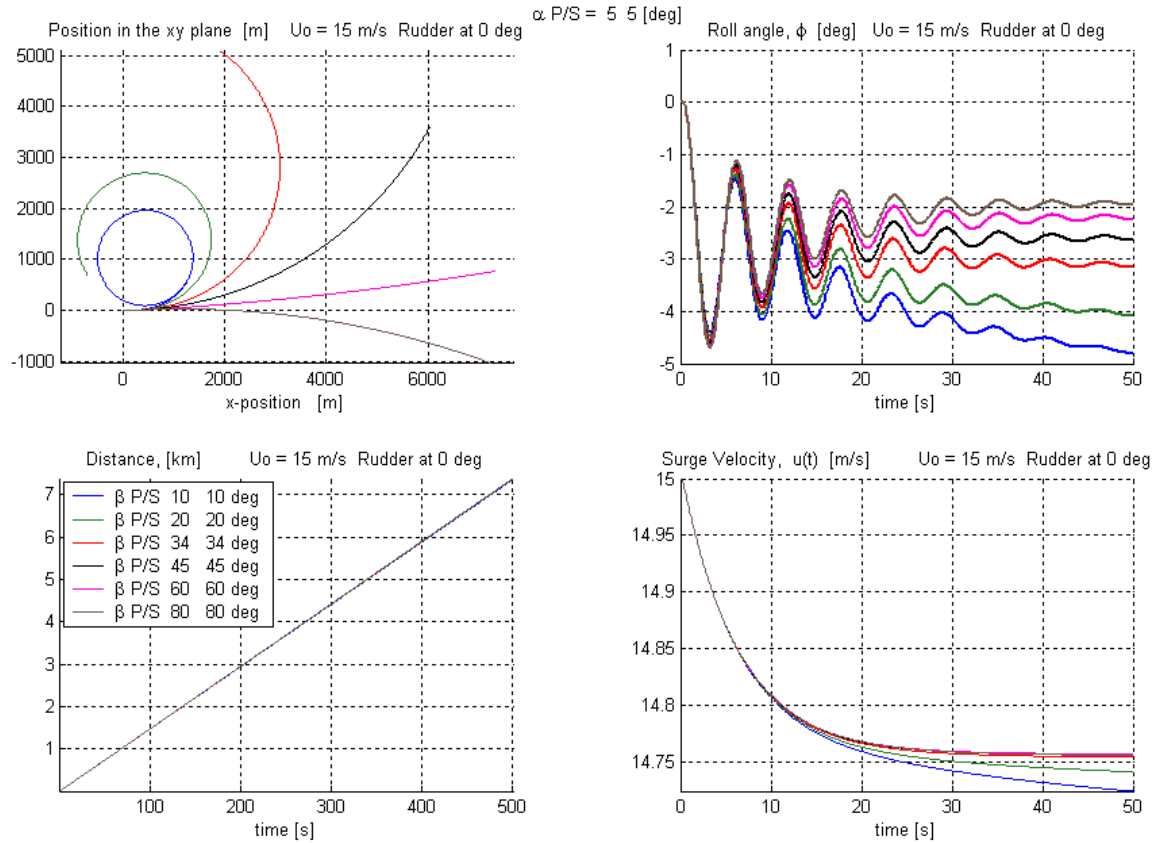 α P/S = 5 5 [deg]
Position in the xy plane [m] Uo = 15 m/s Rudder at 0 deg
5000
4000
3000
2000
1000
0
-1000
0 2000 4000 6000
x-position [m]
Roll angle, ϕ [deg] Uo = 15 m/s Rudder at 0 deg
1
0
-1
-2
-3
-4
-5
0 10 20 30 40 50
time [s]
Distance, [km] Uo = 15 m/s Rudder at 0 deg
7
6
5
4
3
2
1
β P/S 10 10 deg
β P/S 20 20 deg
β P/S 34 34 deg
β P/S 45 45 deg
β P/S 60 60 deg
β P/S 80 80 deg
100 200 300 400 500
time [s]
Surge Velocity, u(t) [m/s] Uo = 15 m/s Rudder at 0 deg
15
14.95
14.9
14.85
14.8
14.75
0 10 20 30 40 50
time [s]